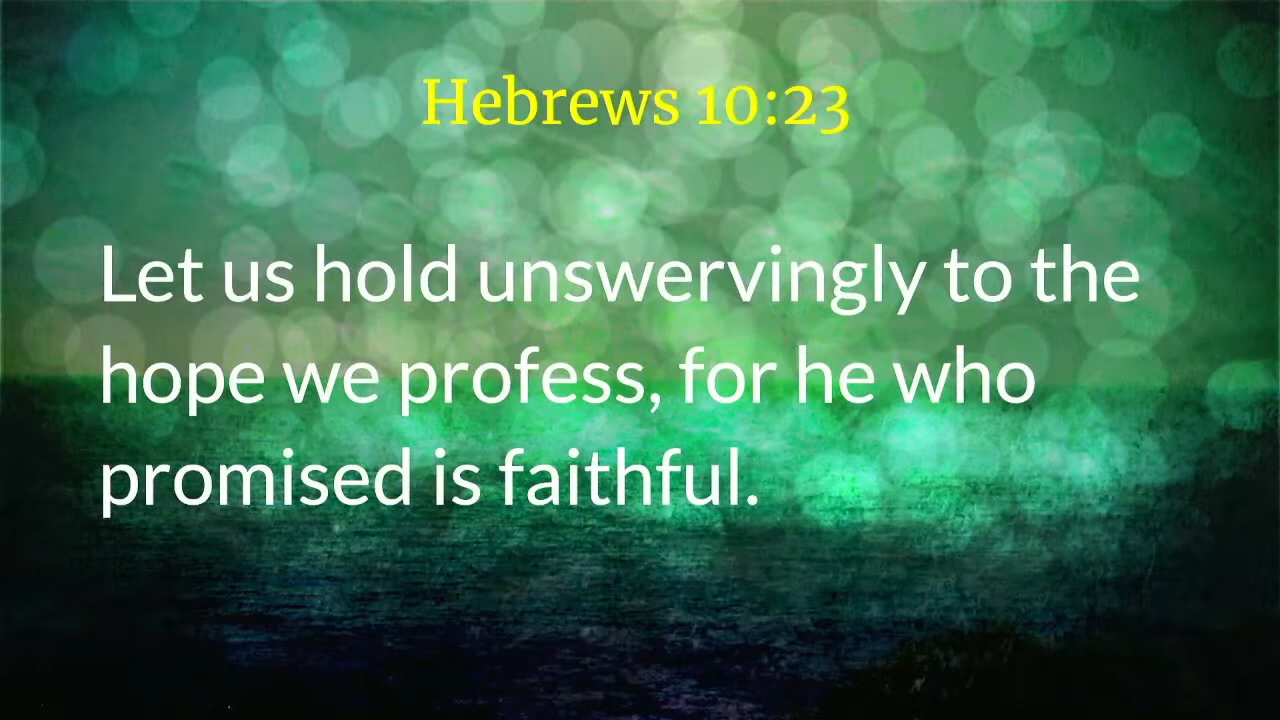 Hebrews 10:23
Let us hold unswervingly to the
hope we profess, for he who
promised is faithful.